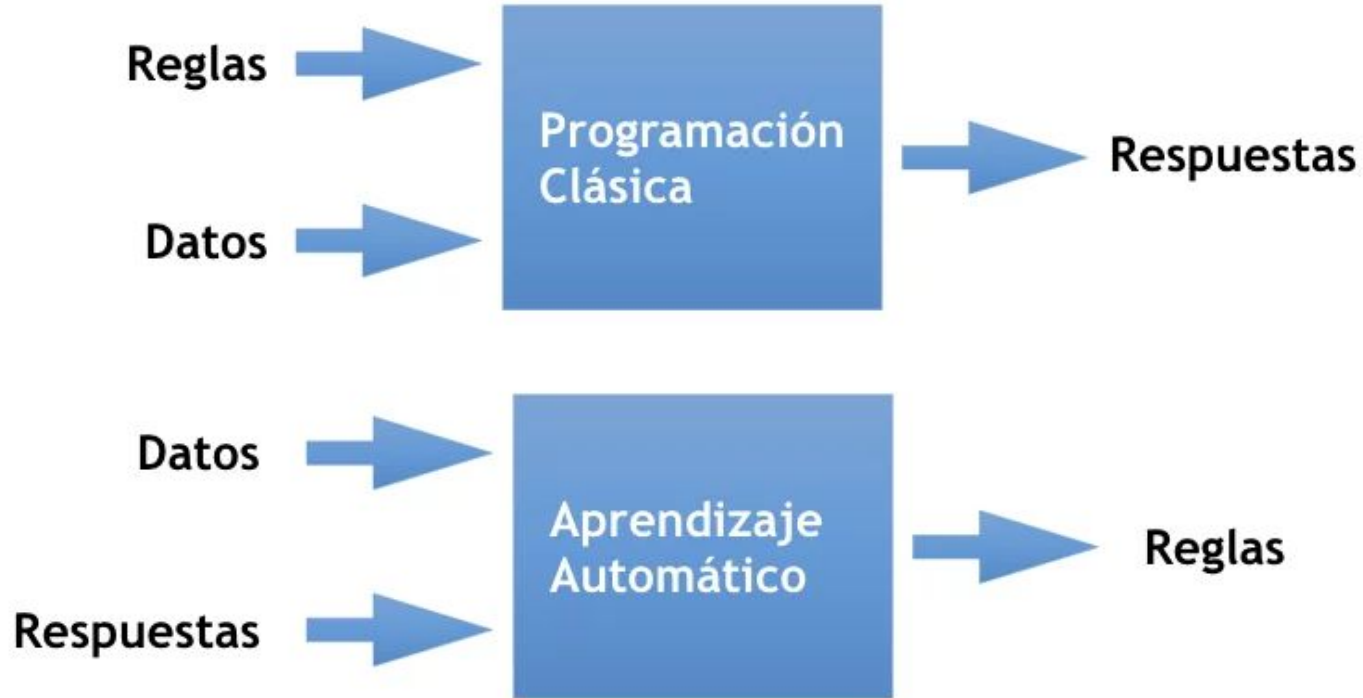 Reglas
Datos
Programación
Clásica
Respuestas
Datos
Respuestas
Aprendizaje
Automático
Reglas